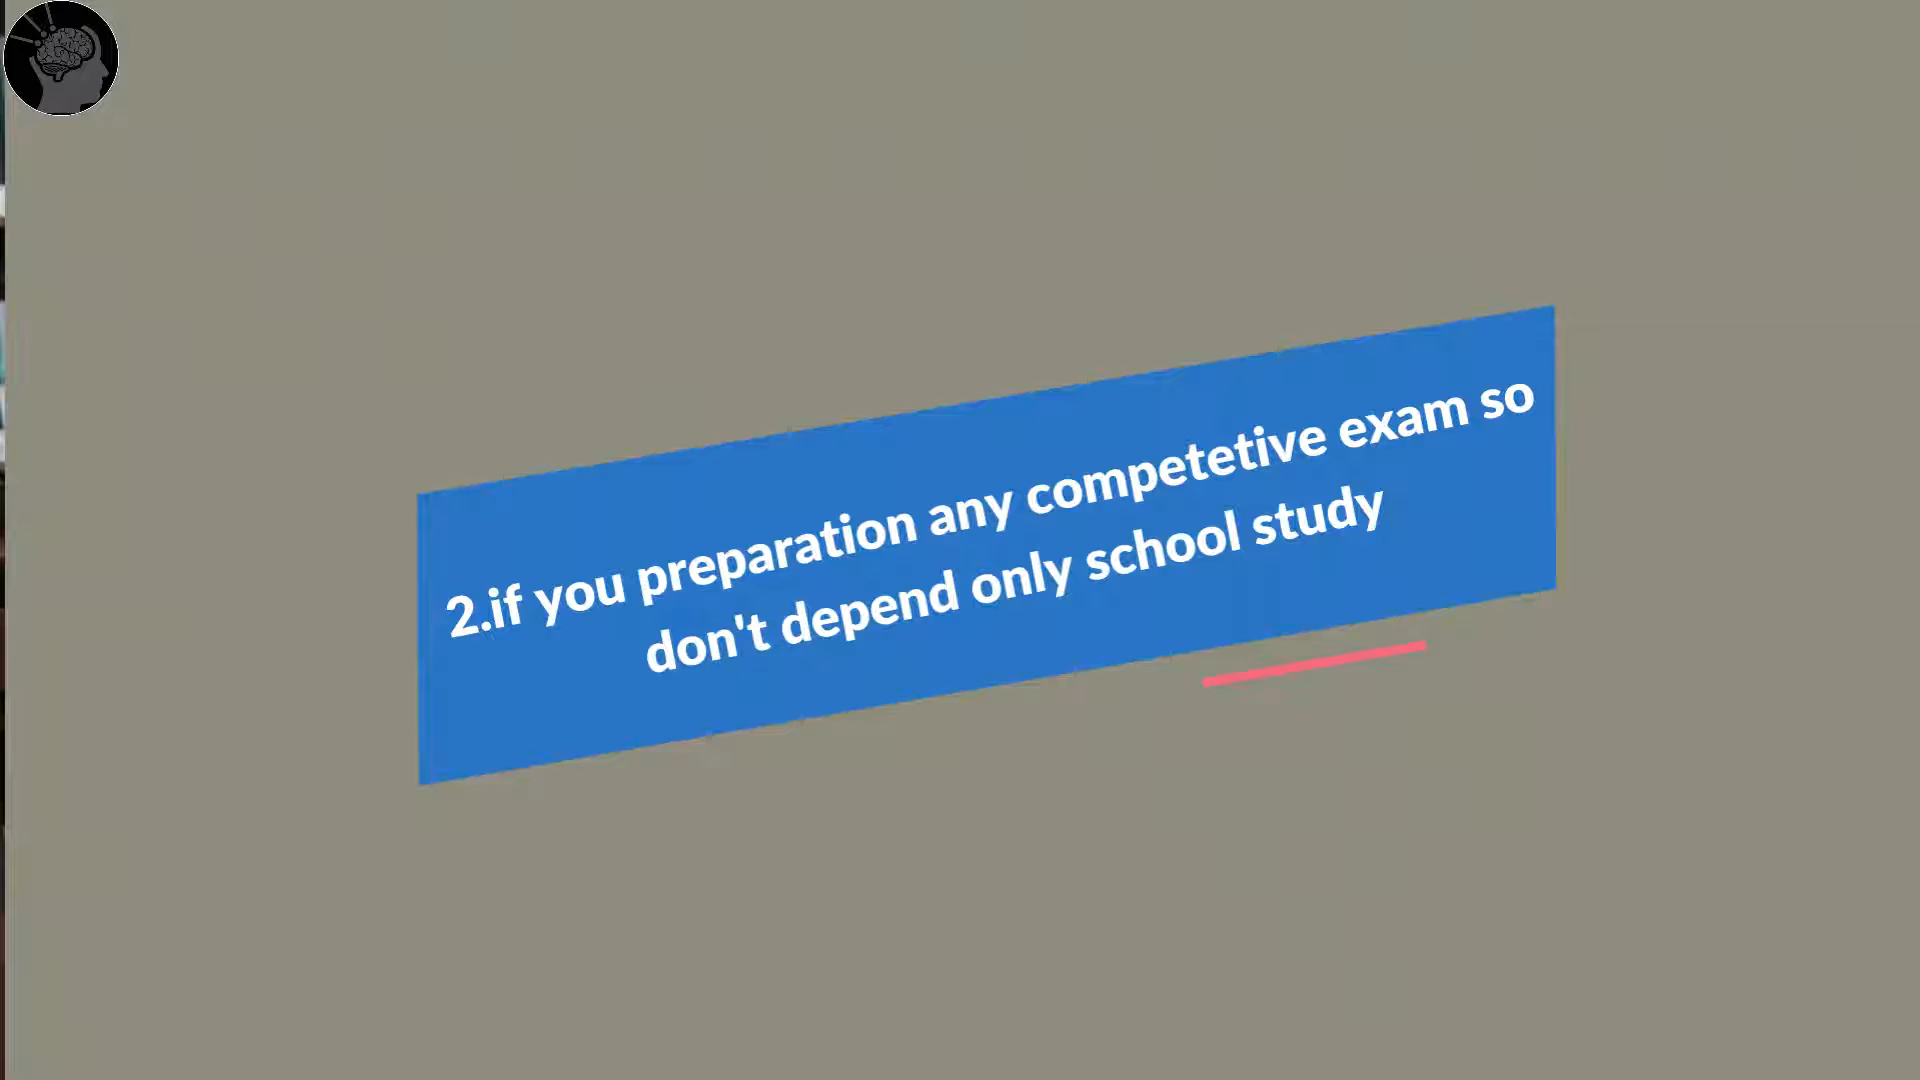 2.if you preparation any competetive exam so
don't depend only school study